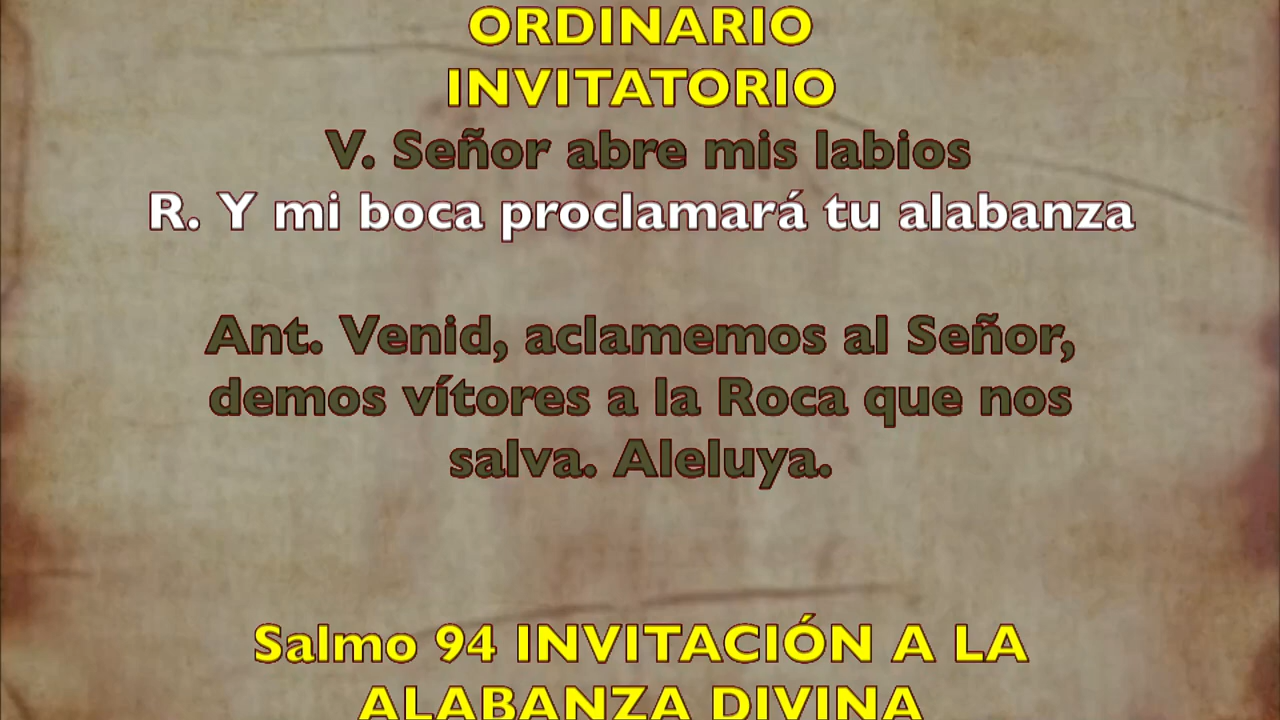 ORDINARIO
INVITATORIO
V. Señor abre mis labios
R. Y mi boca proclamará tu alabanza
Ant. Venid, aclamemos al Señor,
demos vítores a la Roca que nos
salva. Aleluya.
Salmo 94 INVITACIÓN A LA
ALABANZA DIVINA